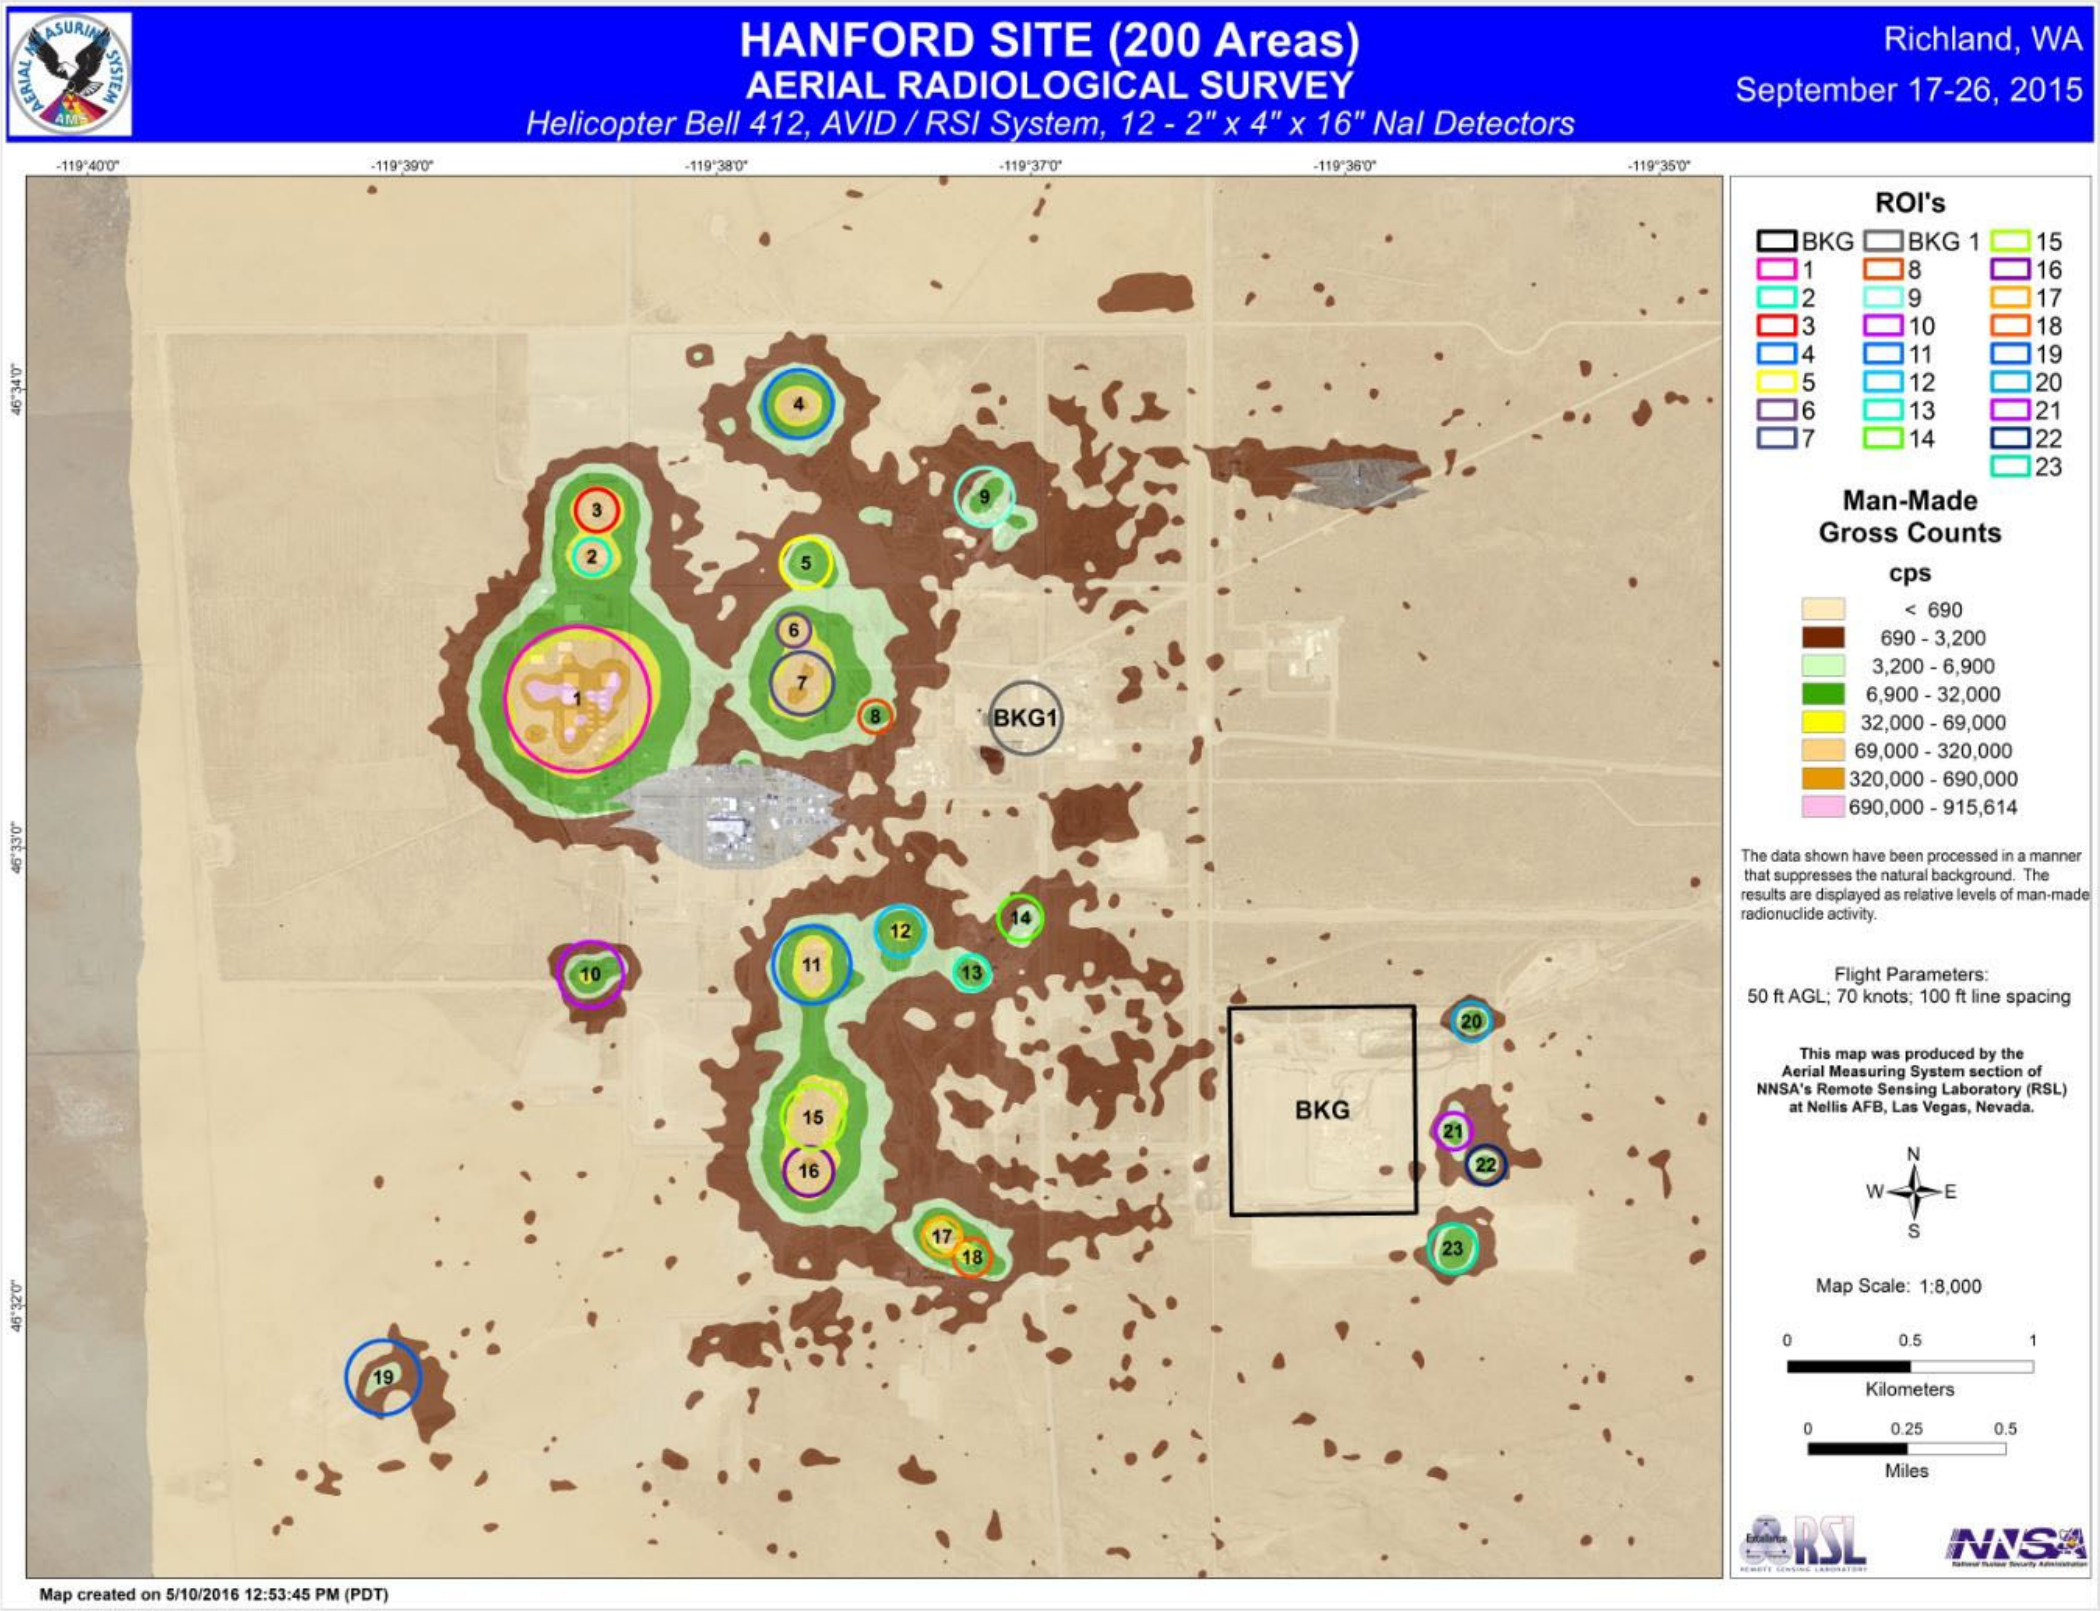 HANFORD SITE (200 Areas)
AERIAL RADIOLOGICAL SURVEY
Helicopter Bell 412, AVID / RSI System, 12 - 2" x 4" x 16" NaI Detectors
Richland, WA
September 17-26, 2015
AERIAL MEASURING SYSTEM
AMS
-119°40'0"
-119°39'0"
-119°38'0"
-119°37'0"
-119°36'0"
-119°35'0"
46°34'0"
46°33'0"
46°32'0"
4
3
9
2
5
6
7
1
8
BKG1
14
12
11
13
10
20
BKG
15
21
22
16
17
18
23
19
ROI's
BKG BKG 1 15
1 8 16
2 9 17
3 10 18
4 11 19
5 12 20
6 13 21
7 14 22
23
Man-Made
Gross Counts
cps
< 690
690 - 3,200
3,200 - 6,900
6,900 - 32,000
32,000 - 69,000
69,000 - 320,000
320,000 - 690,000
690,000 - 915,614
The data shown have been processed in a manner
that suppresses the natural background. The
results are displayed as relative levels of man-made
radionuclide activity.
Flight Parameters:
50 ft AGL; 70 knots; 100 ft line spacing
This map was produced by the
Aerial Measuring System section of
NNSA's Remote Sensing Laboratory (RSL)
at Nellis AFB, Las Vegas, Nevada.
N
W E
S
Map Scale: 1:8,000
0 0.5 1
Kilometers
0 0.25 0.5
Miles
RSL
REMOTE SENSING LABORATORY
NNSA
National Nuclear Security Administration
Map created on 5/10/2016 12:53:45 PM (PDT)